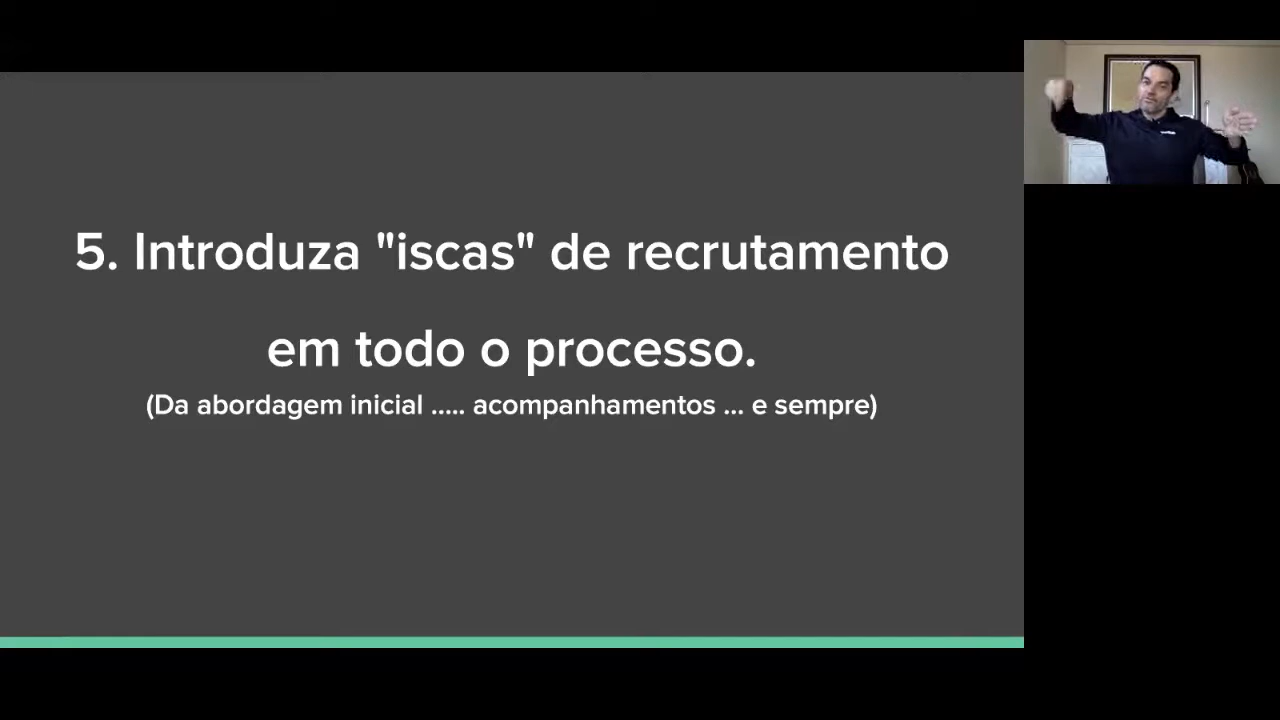 5. Introduza "iscas" de recrutamento
em todo o processo.
(Da abordagem inicial ..... acompanhamentos ... e sempre)